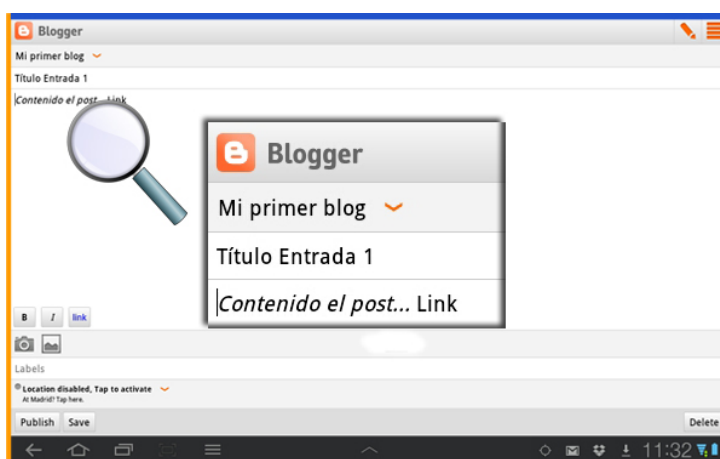 Blogger
Mi primer blog
Título Entrada 1
Contenido el post... Link
Blogger
Mi primer blog
Título Entrada 1
Contenido el post... Link
B I link
Labels
Location disabled, Tap to activate
At Madrid? Tap here.
Publish Save Delete
11:32